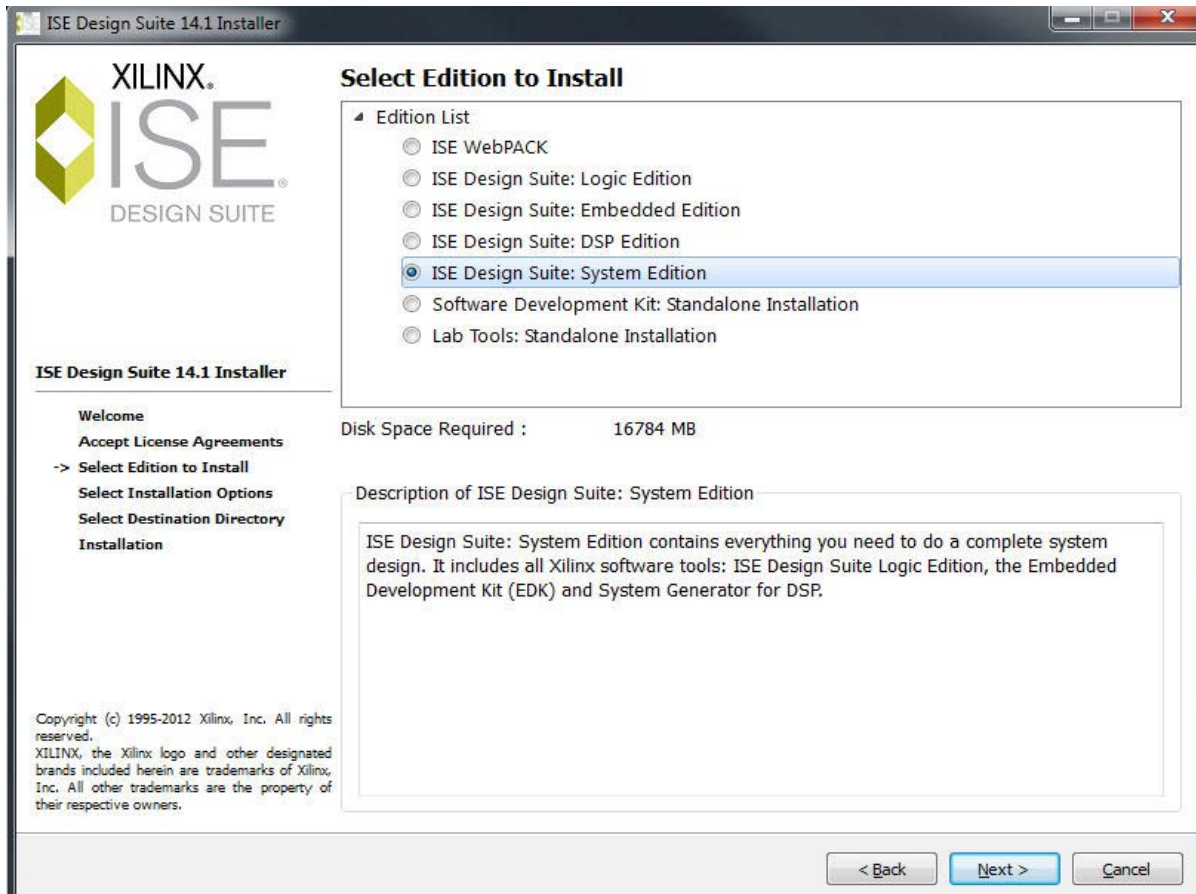 ISE Design Suite 14.1 Installer
XILINX®
ISE®
DESIGN SUITE
ISE Design Suite 14.1 Installer
Welcome
Accept License Agreements
-> Select Edition to Install
Select Installation Options
Select Destination Directory
Installation
Copyright (c) 1995-2012 Xilinx, Inc. All rights
reserved.
XILINX, the Xilinx logo and other designated
brands included herein are trademarks of Xilinx,
Inc. All other trademarks are the property of
their respective owners.
Select Edition to Install
Edition List
ISE WebPACK
ISE Design Suite: Logic Edition
ISE Design Suite: Embedded Edition
ISE Design Suite: DSP Edition
ISE Design Suite: System Edition
Software Development Kit: Standalone Installation
Lab Tools: Standalone Installation
Disk Space Required : 16784 MB
Description of ISE Design Suite: System Edition
ISE Design Suite: System Edition contains everything you need to do a complete system
design. It includes all Xilinx software tools: ISE Design Suite Logic Edition, the Embedded
Development Kit (EDK) and System Generator for DSP.
< Back Next > Cancel